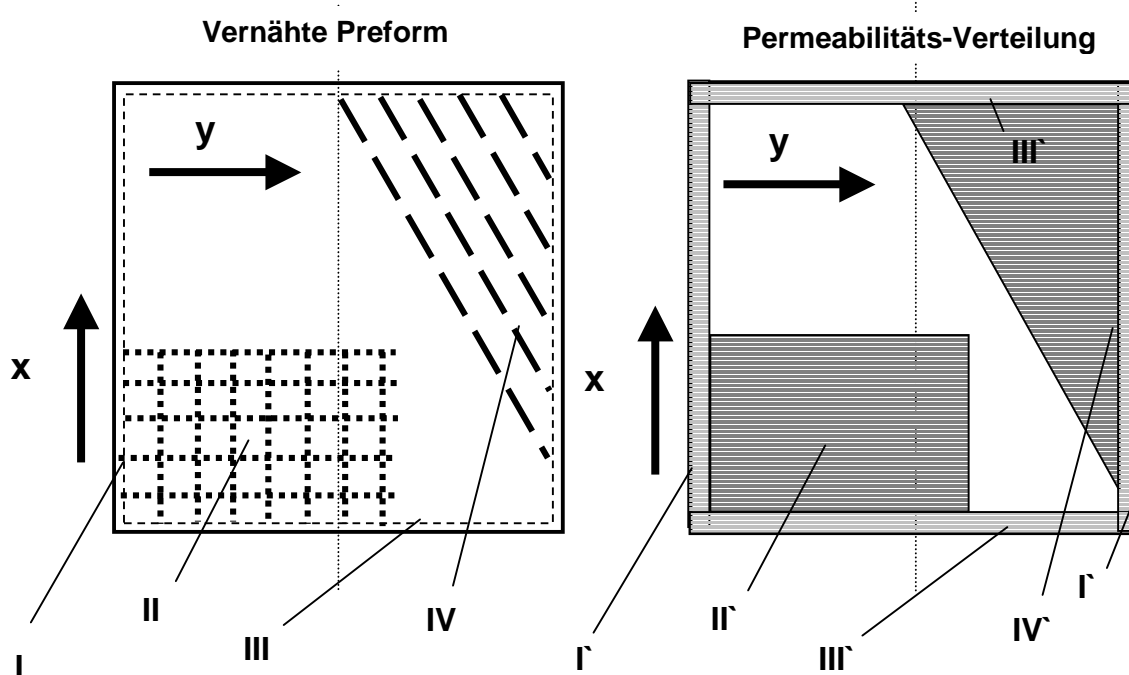 Vernähte Preform
y
x
I
II
III
IV
Permeabilitäts-Verteilung
y
x
III`
I`
II`
III`
IV`
I`